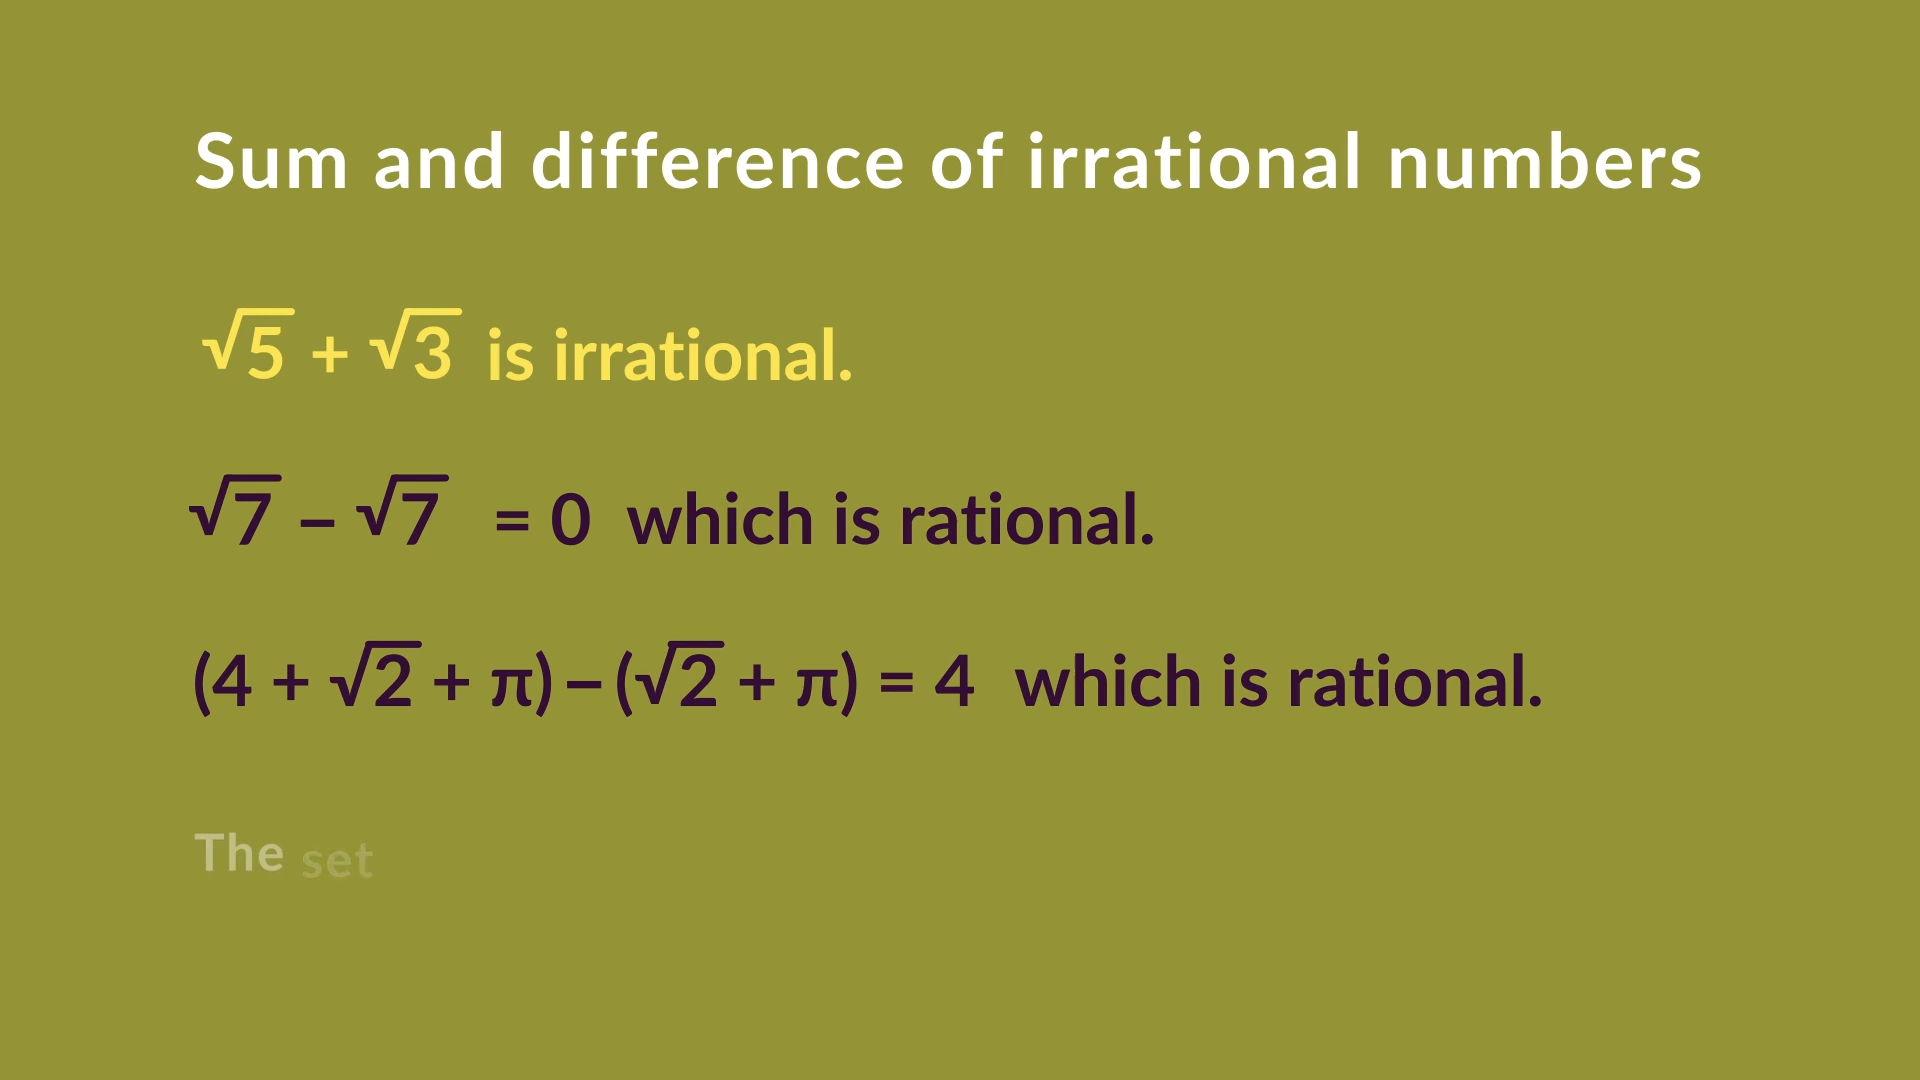 Sum and difference of irrational numbers
√5 + √3 is irrational.
√7 – √7 = 0 which is rational.
(4 + √2 + π) – (√2 + π) = 4 which is rational.
The set